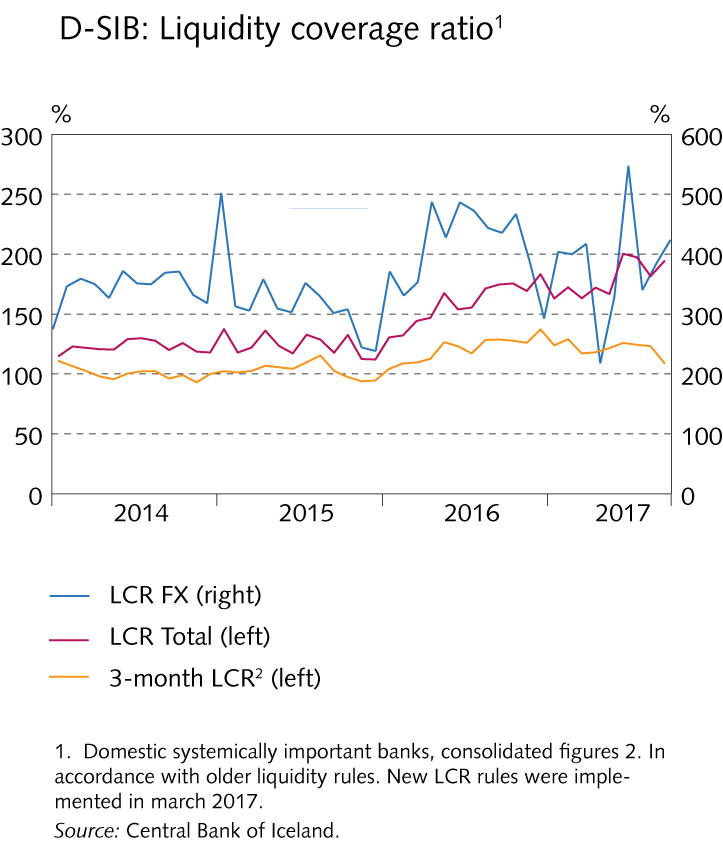 D-SIB: Liquidity coverage ratio¹
% %
300 600
250 500
200 400
150 300
100 200
50 100
0 0
2014 2015 2016 2017
LCR FX (right)
LCR Total (left)
3-month LCR² (left)
1. Domestic systemically important banks, consolidated figures 2. In
accordance with older liquidity rules. New LCR rules were imple-
mented in march 2017.
Source: Central Bank of Iceland.